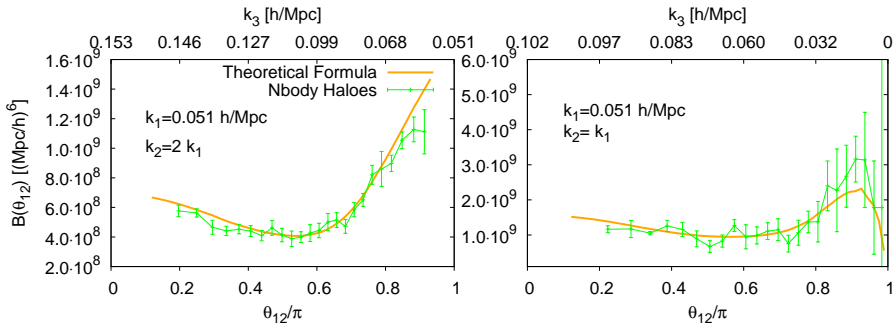 k3 [h/Mpc]
0.153 0.146 0.127 0.099 0.068 0.051
1.6·10^9
1.4·10^9
1.2·10^9
1.0·10^9
8.0·10^8
6.0·10^8
4.0·10^8
2.0·10^8
B(θ12) [(Mpc/h)^6]
Theoretical Formula
Nbody Haloes
k1=0.051 h/Mpc
k2=2 k1
0 0.2 0.4 0.6 0.8 1
θ12/π
k3 [h/Mpc]
0.102 0.097 0.083 0.060 0.032 0
6.0·10^9
5.0·10^9
4.0·10^9
3.0·10^9
2.0·10^9
1.0·10^9
k1=0.051 h/Mpc
k2= k1
0 0.2 0.4 0.6 0.8 1
θ12/π